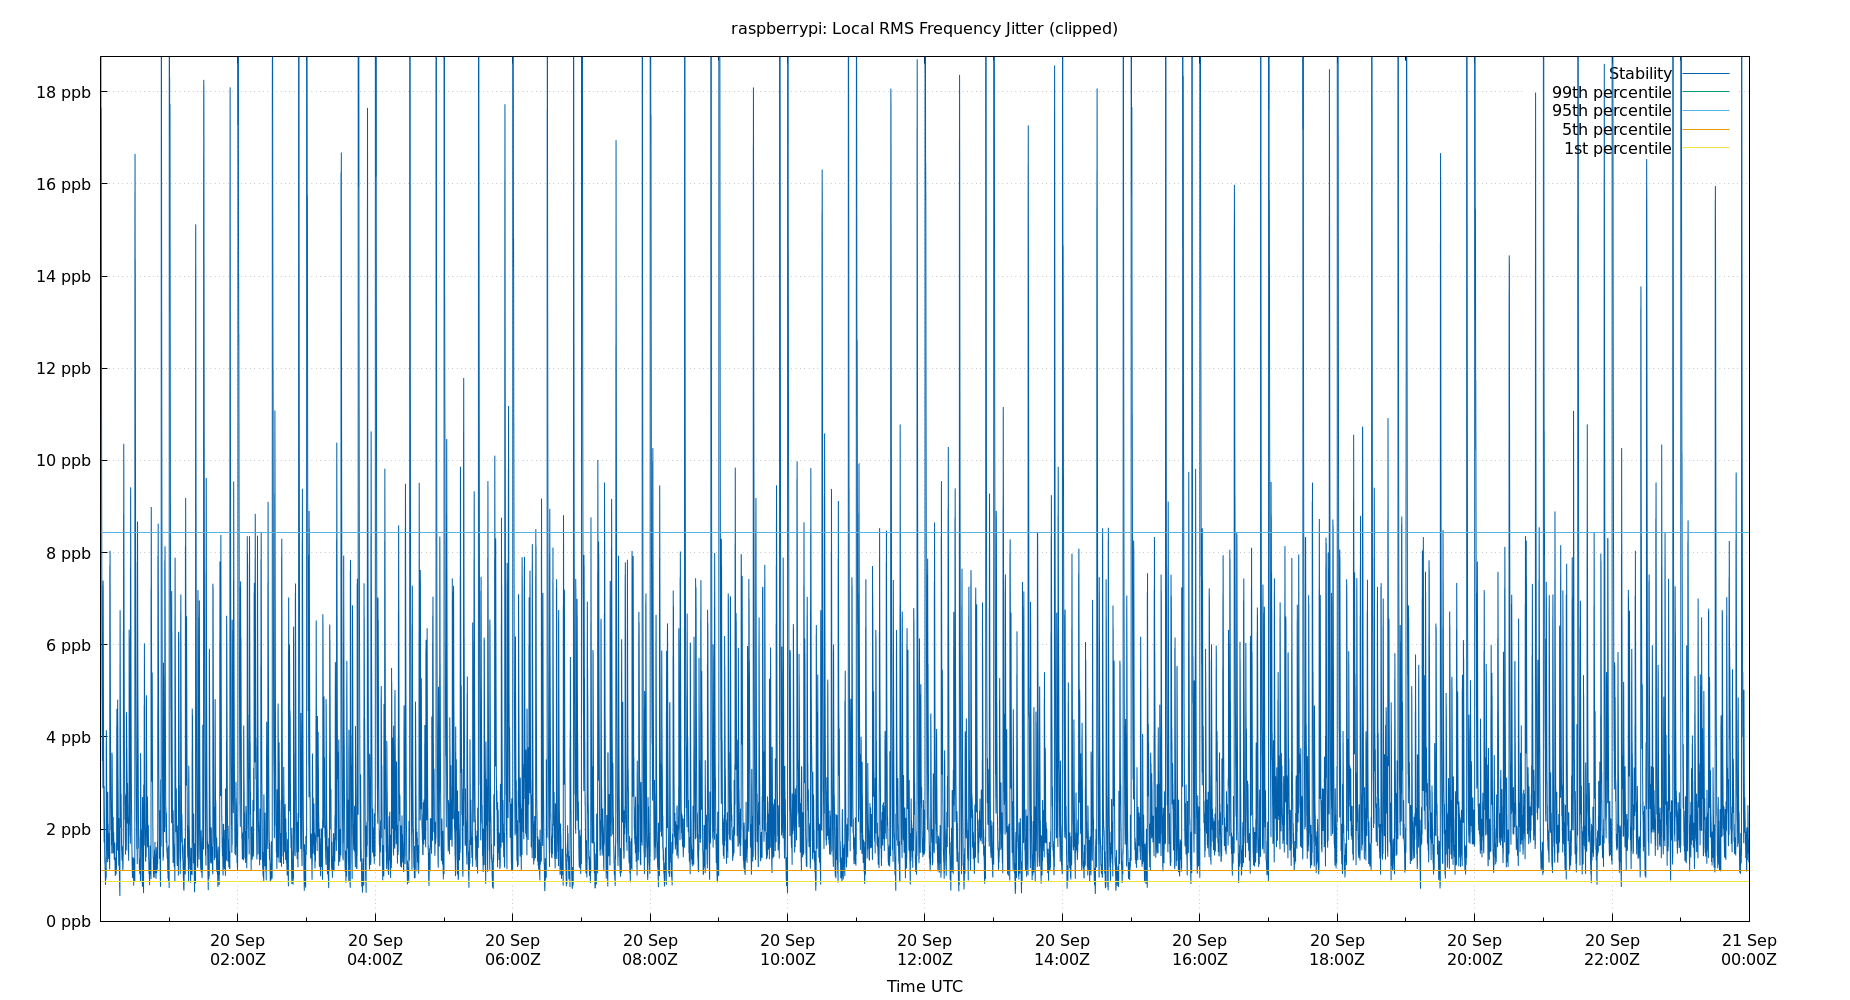 raspberrypi: Local RMS Frequency Jitter (clipped)
Stability
99th percentile
95th percentile
5th percentile
1st percentile
18 ppb
16 ppb
14 ppb
12 ppb
10 ppb
8 ppb
6 ppb
4 ppb
2 ppb
0 ppb
20 Sep 20 Sep 20 Sep 20 Sep 20 Sep 20 Sep 20 Sep 20 Sep 20 Sep 20 Sep 20 Sep 21 Sep
02:00Z 04:00Z 06:00Z 08:00Z 10:00Z 12:00Z 14:00Z 16:00Z 18:00Z 20:00Z 22:00Z 00:00Z
Time UTC